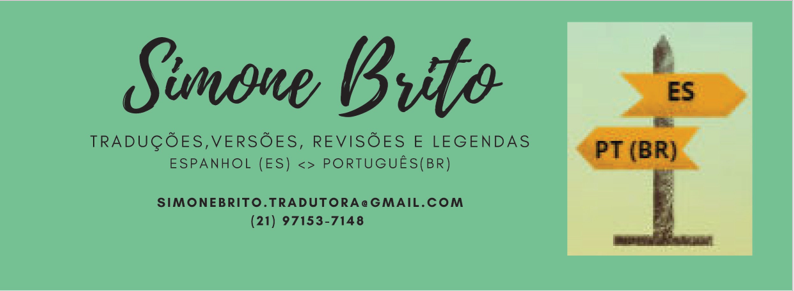 Simone Brito
TRADUÇÕES,VERSÕES, REVISÕES E LEGENDAS
ESPANHOL (ES) <> PORTUGUÊS(BR)
SIMONEBRITO.TRADUTORA@GMAIL.COM
(21) 97153-7148
ES
PT (BR)